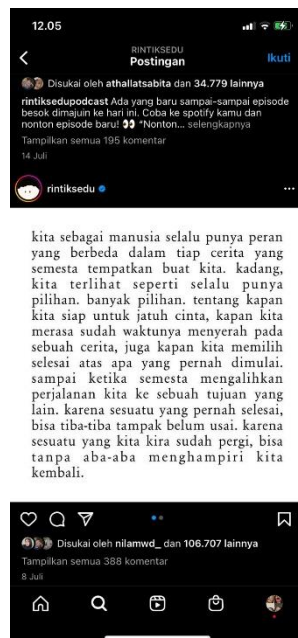 12.05
RINTIKSEDU
Postingan
Ikuti
Disukai oleh athallatsabita dan 34.779 lainnya
rintiksedupodcast Ada yang baru sampai-sampai episode
besok dimajuin ke hari ini. Coba ke spotify kamu dan
nonton episode baru! 👀 "Nonton... selengkapnya
Tampilkan semua 195 komentar
14 Juli
rintiksedu
kita sebagai manusia selalu punya peran
yang berbeda dalam tiap cerita yang
semesta tempatkan buat kita. kadang,
kita terlihat seperti selalu punya
pilihan. banyak pilihan. tentang kapan
kita siap untuk jatuh cinta, kapan kita
merasa sudah waktunya menyerah pada
sebuah cerita, juga kapan kita memilih
selesai atas apa yang pernah dimulai.
sampai ketika semesta mengalihkan
perjalanan kita ke sebuah tujuan yang
lain. karena sesuatu yang pernah selesai,
bisa tiba-tiba tampak belum usai. karena
sesuatu yang kita kira sudah pergi, bisa
tanpa aba-aba menghampiri kita
kembali.
Disukai oleh nilamwd_ dan 106.707 lainnya
Tampilkan semua 388 komentar
8 Juli